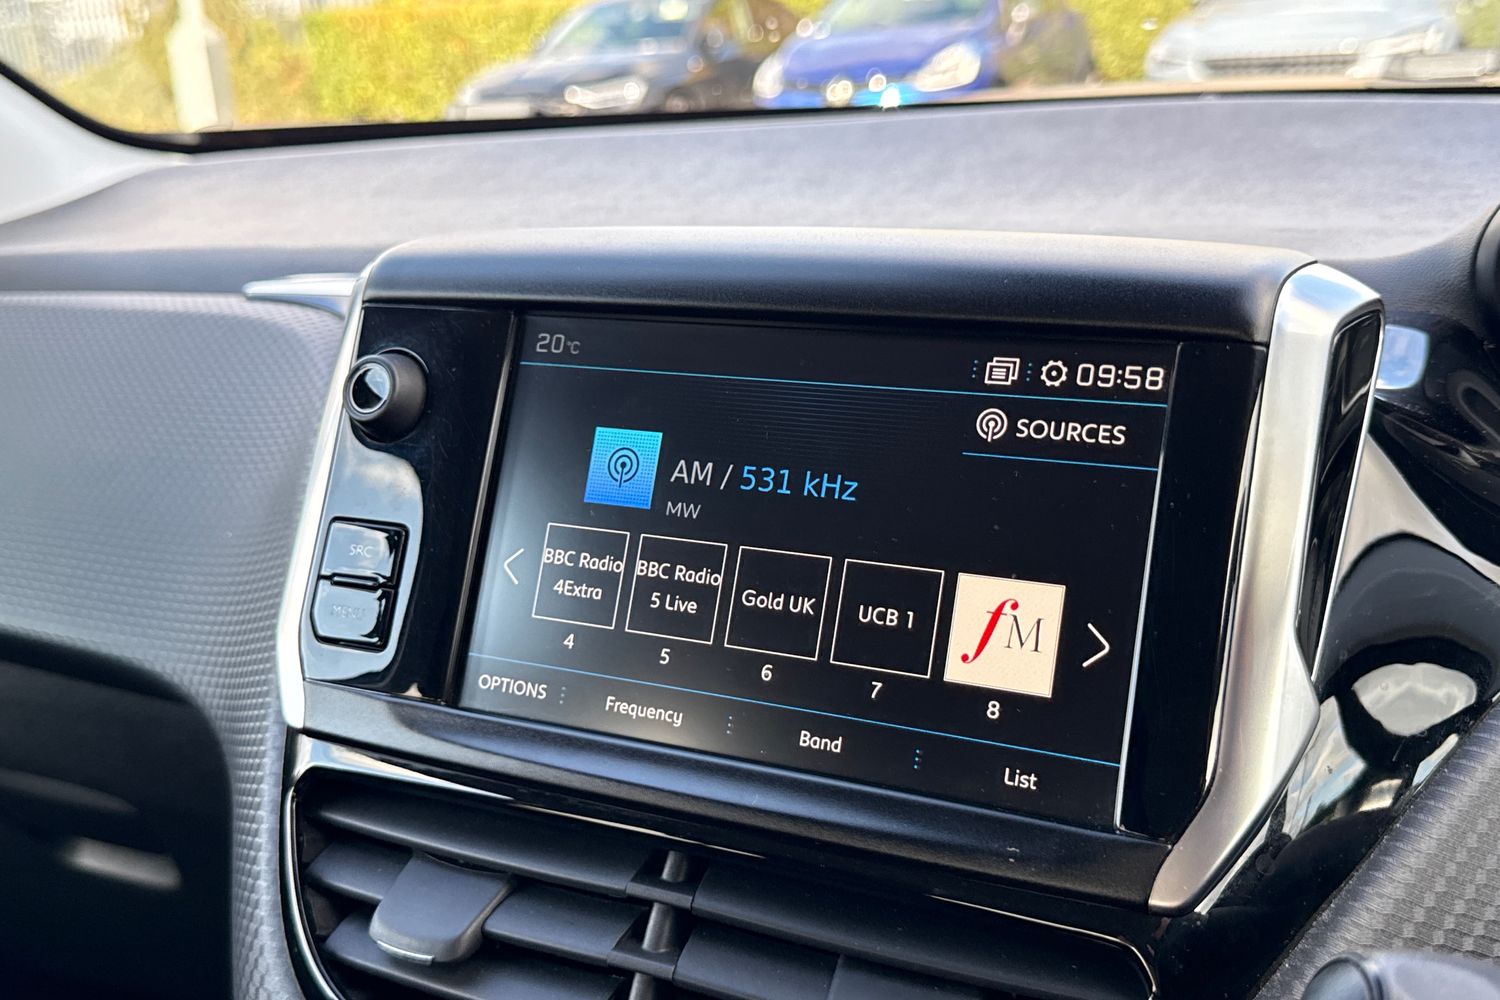 20°C
09:58
SOURCES
AM / 531 kHz
MW
SRC
MENU
BBC Radio
4Extra
BBC Radio
5 Live
Gold UK
UCB 1
fM
4
5
6
7
8
OPTIONS
Frequency
Band
List